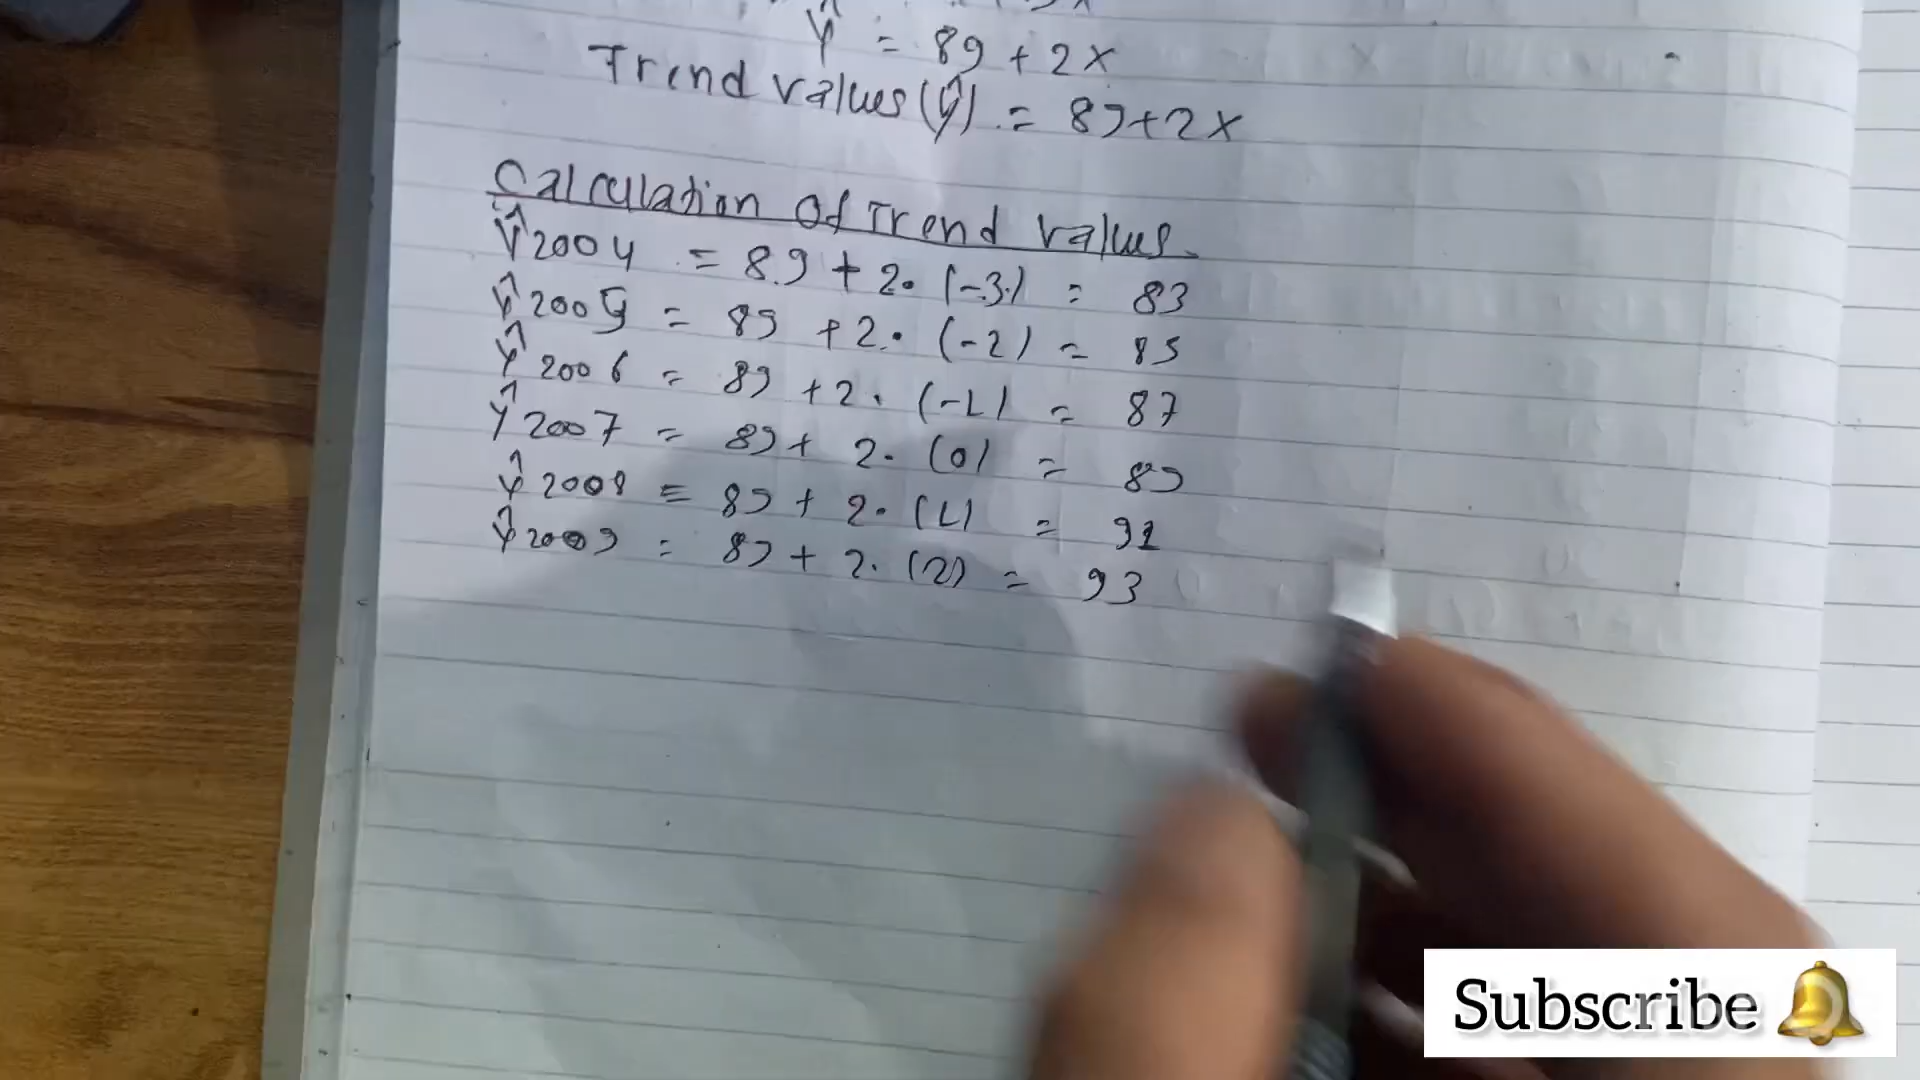 Ŷ = 89 + 2x
Trend values (Ŷ) = 89+2x
Calculation of Trend values.
Ŷ2004 = 89 + 2. (-3) = 83
Ŷ2005 = 89 + 2. (-2) = 85
Ŷ2006 = 89 + 2. (-1) = 87
Ŷ2007 = 89 + 2. (0) = 89
Ŷ2008 = 89 + 2. (1) = 91
Ŷ2009 = 89 + 2. (2) = 93
Subscribe